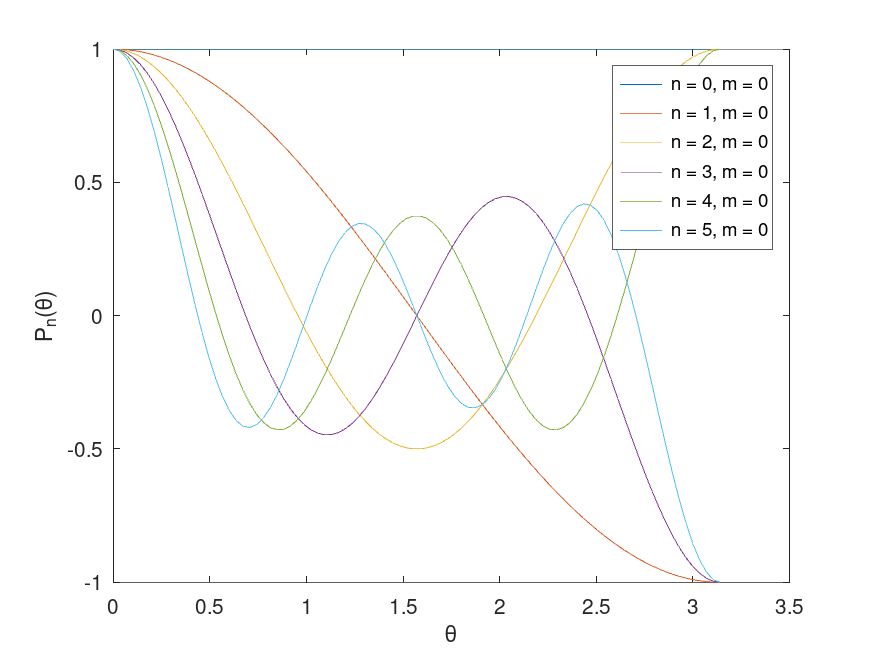 1
0.5
0
-0.5
-1
P_n(θ)
0
0.5
1
1.5
2
2.5
3
3.5
θ
n = 0, m = 0
n = 1, m = 0
n = 2, m = 0
n = 3, m = 0
n = 4, m = 0
n = 5, m = 0